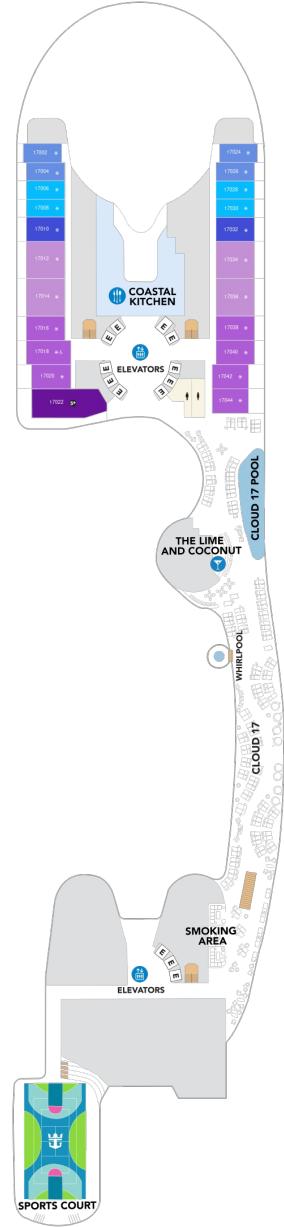 17002
17024
17004
17026
17006
17028
17008
17030
17010
17032
17012
17034
17014
17036
COASTAL
KITCHEN
17016
17038
E E E E
17018
17040
ELEVATORS
17020
17042
E E E E E E
17022
17044
CLOUD 17 POOL
THE LIME
AND COCONUT
WHIRLPOOL
CLOUD 17
SMOKING
AREA
E E E
ELEVATORS
SPORTS COURT